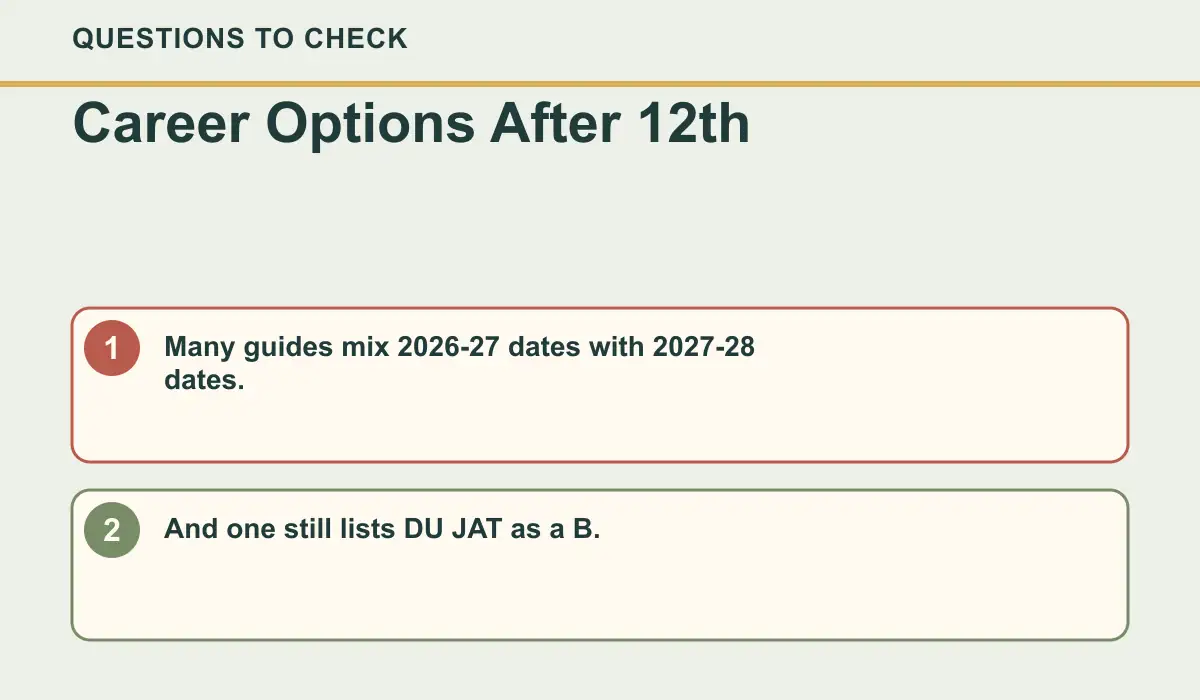 QUESTIONS TO CHECK
Career Options After 12th
1
Many guides mix 2026-27 dates with 2027-28
dates.
2
And one still lists DU JAT as a B.